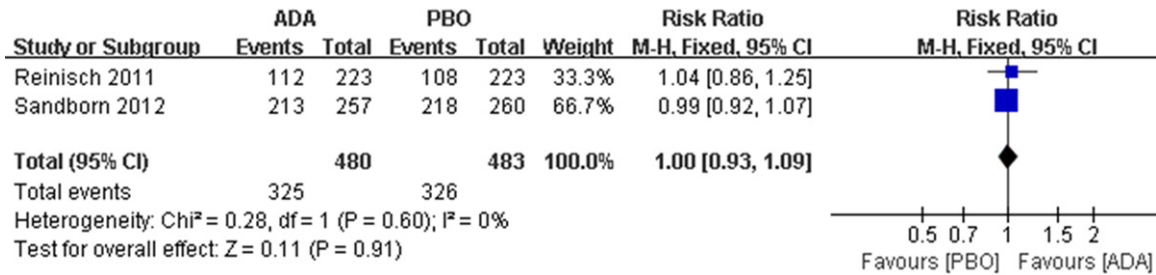 ADA PBO Risk Ratio Risk Ratio
Study or Subgroup Events Total Events Total Weight M-H, Fixed, 95% CI M-H, Fixed, 95% CI
Reinisch 2011 112 223 108 223 33.3% 1.04 [0.86, 1.25]
Sandborn 2012 213 257 218 260 66.7% 0.99 [0.92, 1.07]
Total (95% CI) 480 483 100.0% 1.00 [0.93, 1.09]
Total events 325 326
Heterogeneity: Chi² = 0.28, df = 1 (P = 0.60); I² = 0%
Test for overall effect: Z = 0.11 (P = 0.91)
0.5 0.7 1 1.5 2
Favours [PBO] Favours [ADA]